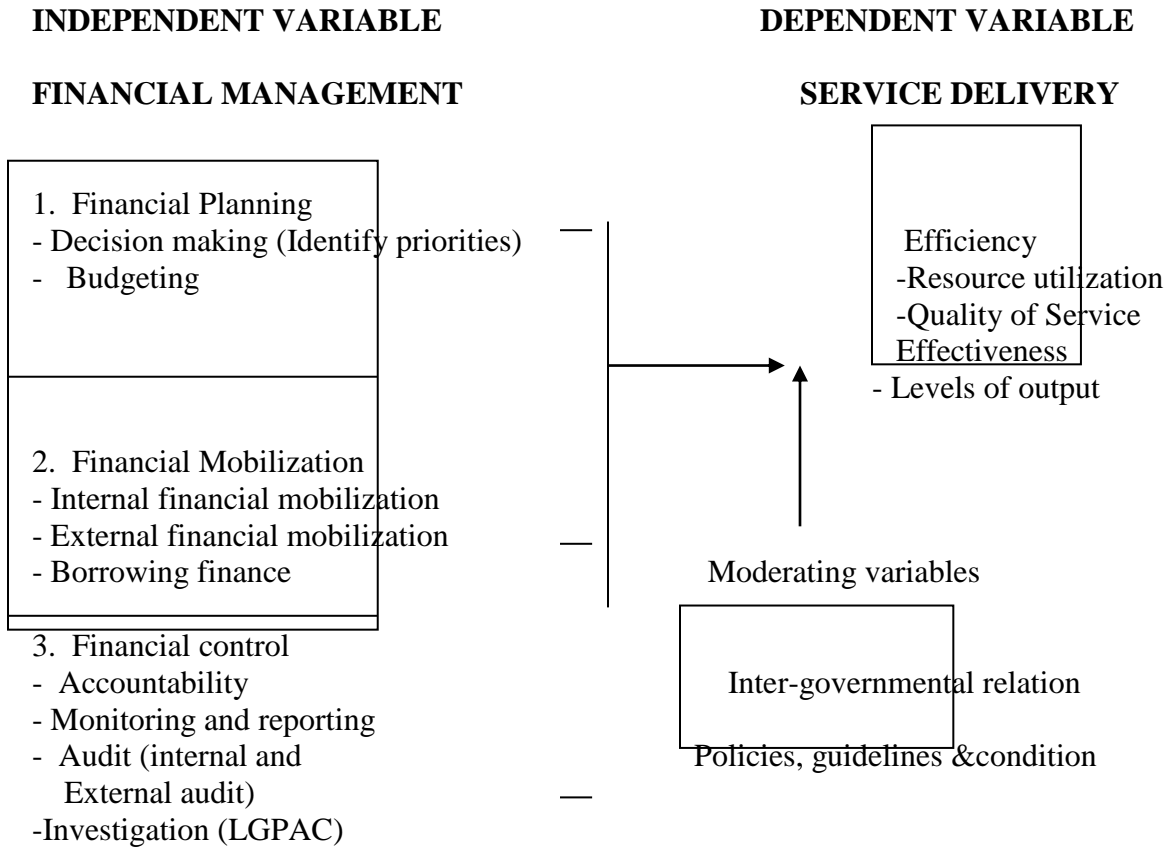 INDEPENDENT VARIABLE
DEPENDENT VARIABLE
FINANCIAL MANAGEMENT
SERVICE DELIVERY
1. Financial Planning
- Decision making (Identify priorities)
- Budgeting
2. Financial Mobilization
- Internal financial mobilization
- External financial mobilization
- Borrowing finance
3. Financial control
- Accountability
- Monitoring and reporting
- Audit (internal and
External audit)
-Investigation (LGPAC)
Efficiency
-Resource utilization
-Quality of Service
Effectiveness
- Levels of output
Moderating variables
Inter-governmental relation
Policies, guidelines &condition